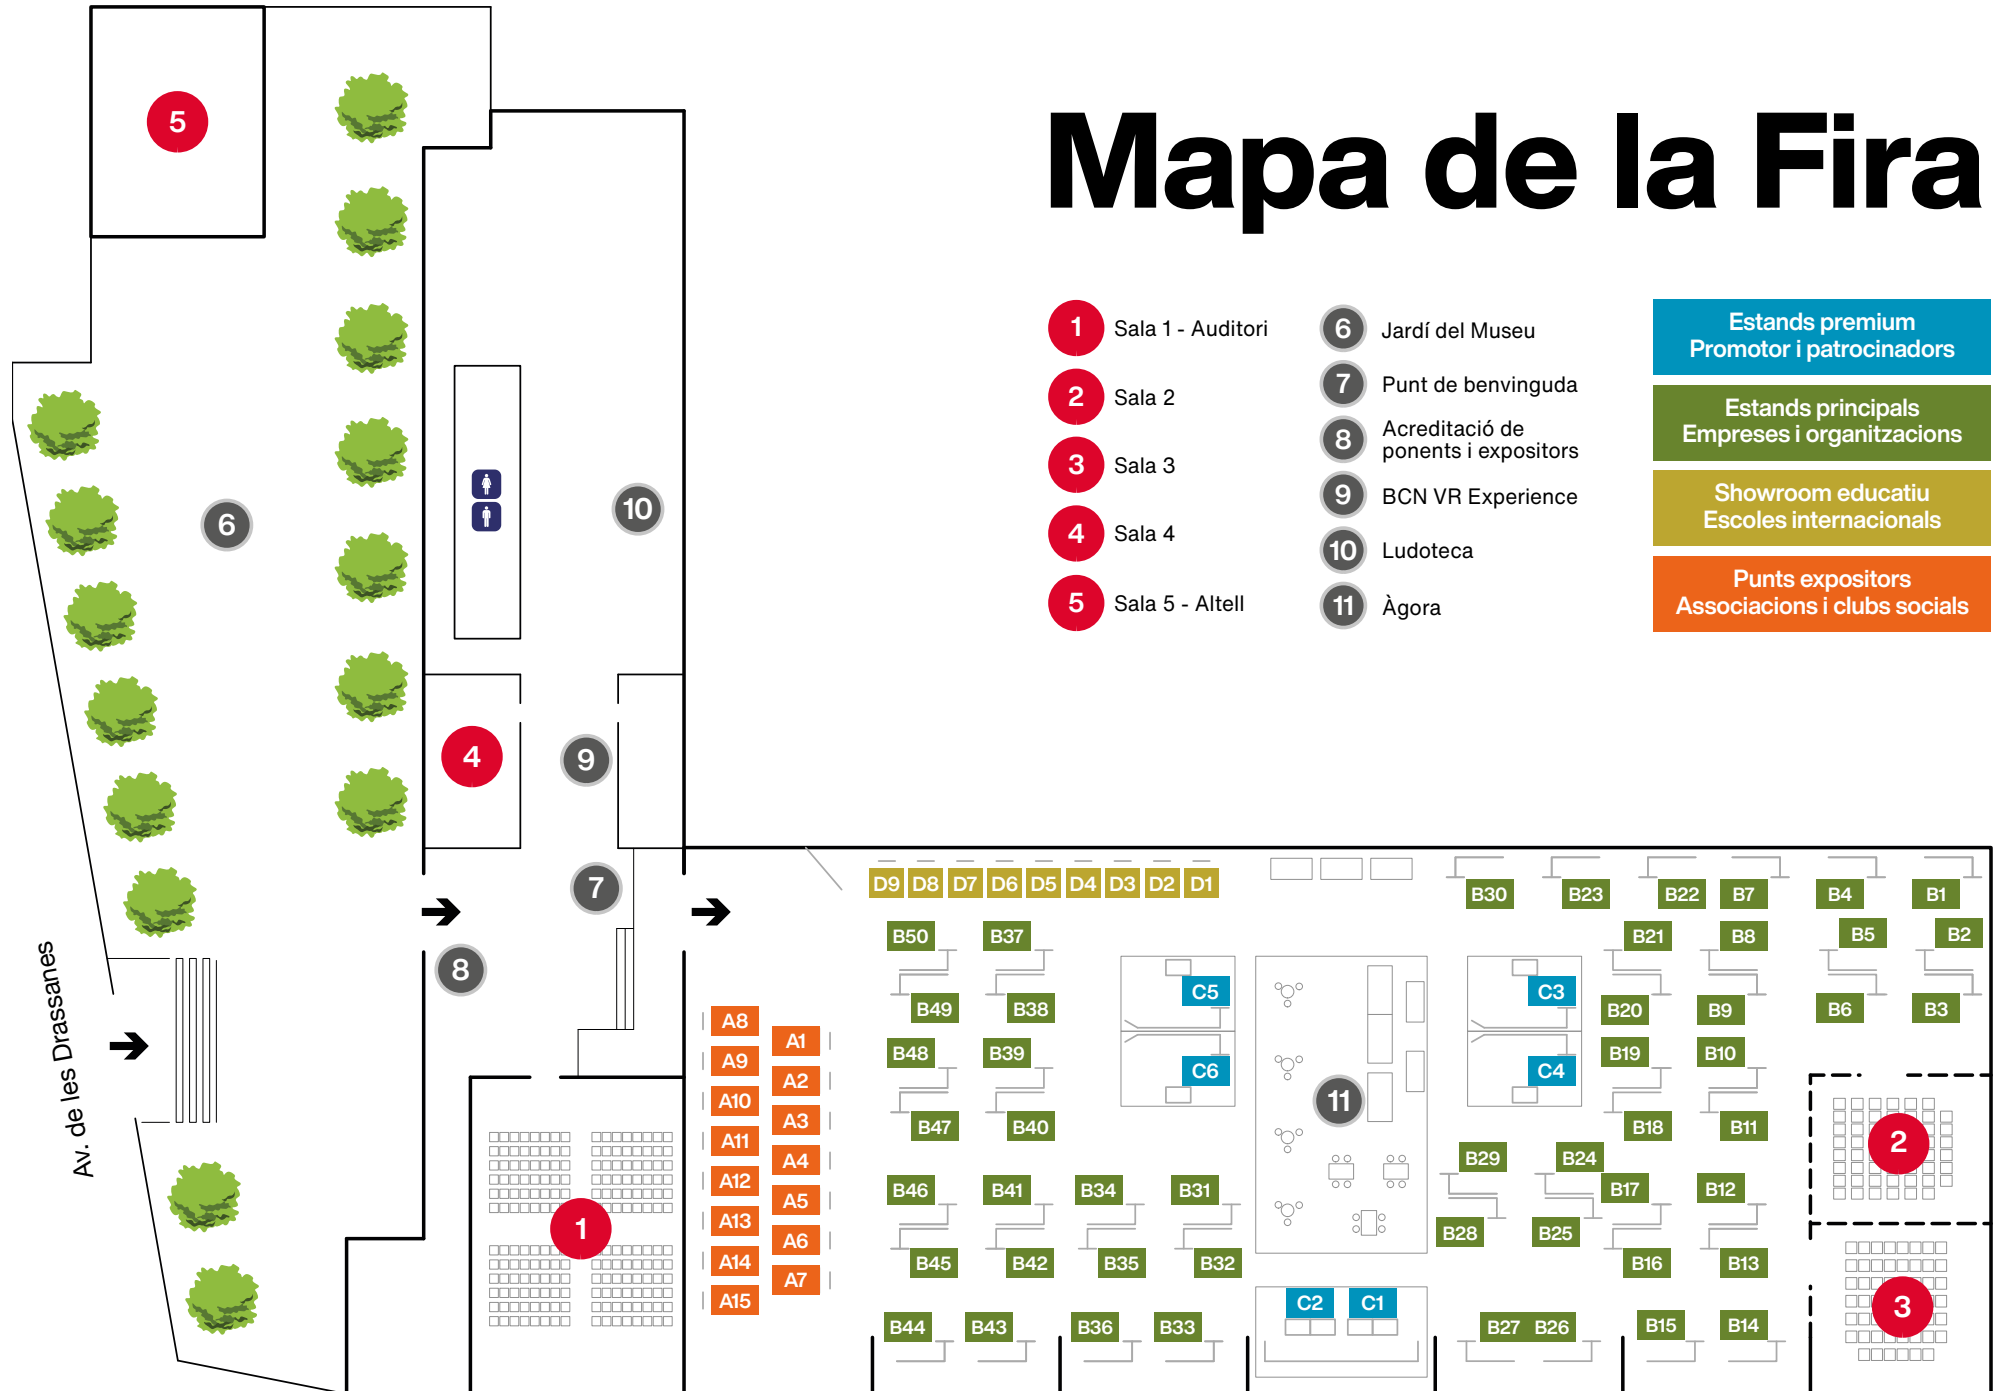 Mapa de la Fira
1 Sala 1 - Auditori
2 Sala 2
3 Sala 3
4 Sala 4
5 Sala 5 - Altell
6 Jardí del Museu
7 Punt de benvinguda
8 Acreditació de
ponents i expositors
9 BCN VR Experience
10 Ludoteca
11 Àgora
Estands premium
Promotor i patrocinadors
Estands principals
Empreses i organitzacions
Showroom educatiu
Escoles internacionals
Punts expositors
Associacions i clubs socials
5
6
10
4
9
7
8
Av. de les Drassanes
1
D9 D8 D7 D6 D5 D4 D3 D2 D1
B30 B23 B22 B7 B4 B1
B50 B37 B21 B8 B5 B2
C5 C3
B49 B38 B20 B9 B6 B3
A8
A1
A9
A2
A10
A3
A11
A4
A12
A5
A13
A6
A14
A7
A15
B48 B39 B19 B10
C6 C4
11
B47 B40 B18 B11
2
B29 B24
B46 B41 B34 B31 B17 B12
B28 B25
B45 B42 B35 B32 B16 B13
C2 C1
3
B44 B43 B36 B33 B27 B26 B15 B14